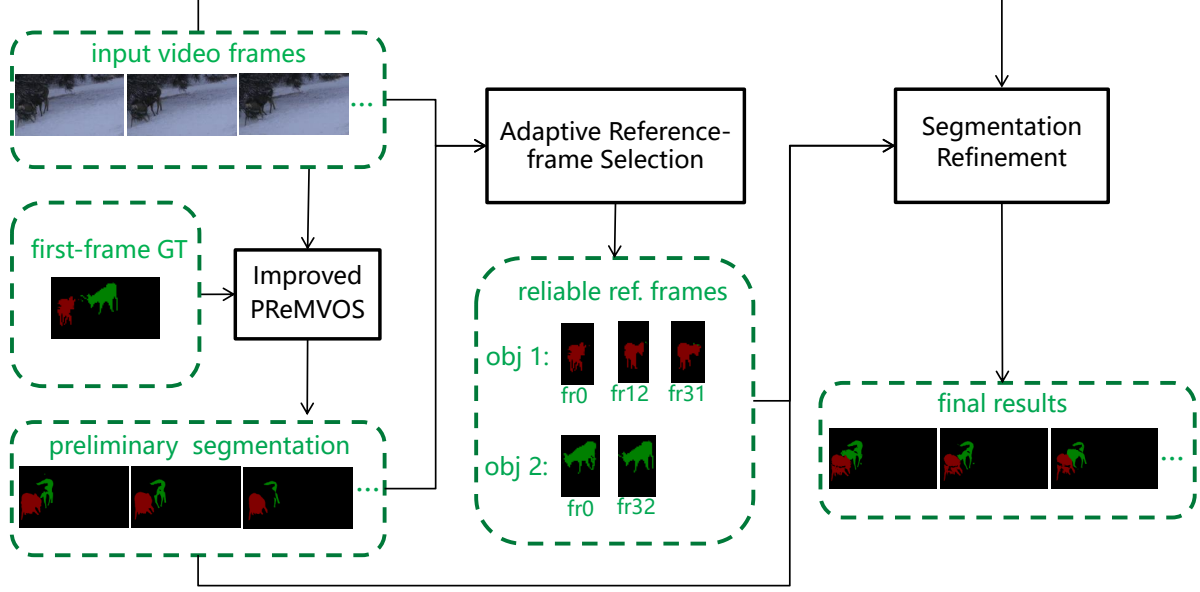 input video frames
...
Adaptive Reference-
frame Selection
Segmentation
Refinement
first-frame GT
Improved
PReMVOS
reliable ref. frames
obj 1:
fr0 fr12 fr31
obj 2:
fr0 fr32
preliminary segmentation
...
final results
...